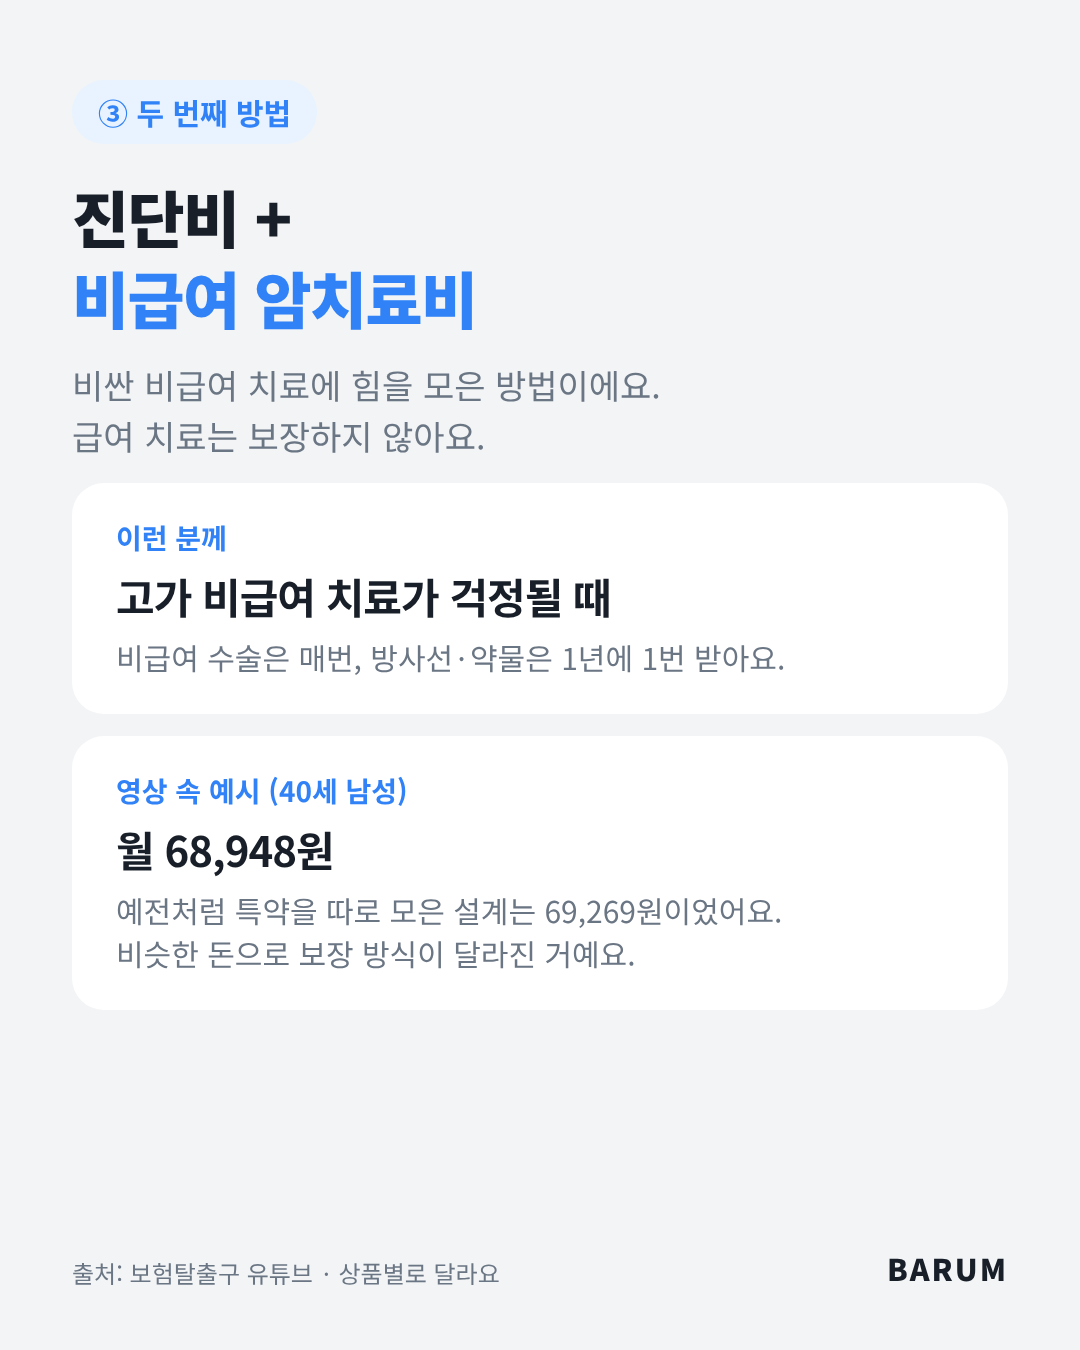 ③ 두 번째 방법
진단비 +
비급여 암치료비
비싼 비급여 치료에 힘을 모은 방법이에요.
급여 치료는 보장하지 않아요.
이런 분께
고가 비급여 치료가 걱정될 때
비급여 수술은 매번, 방사선·약물은 1년에 1번 받아요.
영상 속 예시 (40세 남성)
월 68,948원
예전처럼 특약을 따로 모은 설계는 69,269원이었어요.
비슷한 돈으로 보장 방식이 달라진 거예요.
출처: 보험탈출구 유튜브 · 상품별로 달라요
BARUM